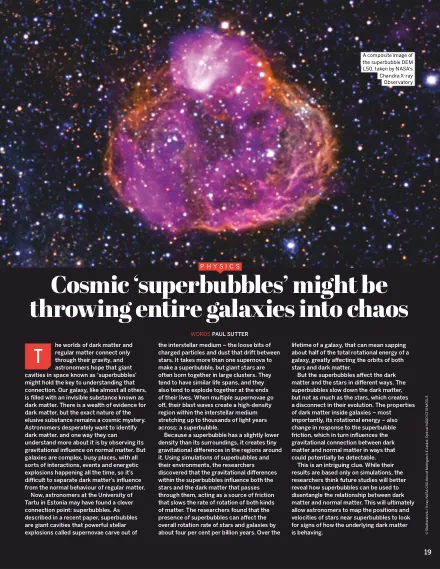 A composite image of
the superbubble DEM
L50, taken by NASA's
Chandra X-ray
Observatory
PHYSICS
Cosmic ‘superbubbles’ might be
throwing entire galaxies into chaos
WORDS PAUL SUTTER
The worlds of dark matter and
regular matter connect only
through their gravity, and
astronomers hope that giant
cavities in space known as ‘superbubbles’
might hold the key to understanding that
connection. Our galaxy, like almost all others,
is filled with an invisible substance known as
dark matter. There is a wealth of evidence for
dark matter, but the exact nature of the
elusive substance remains a cosmic mystery.
Astronomers desperately want to identify
dark matter, and one way they can
understand more about it is by observing its
gravitational influence on normal matter. But
galaxies are complex, busy places, with all
sorts of interactions, events and energetic
explosions happening all the time, so it's
difficult to separate dark matter's influence
from the normal behaviour of regular matter.
Now, astronomers at the University of
Tartu in Estonia may have found a clever
connection point: superbubbles. As
described in a recent paper, superbubbles
are giant cavities that powerful stellar
explosions called supernovae carve out of
the interstellar medium – the loose bits of
charged particles and dust that drift between
stars. It takes more than one supernova to
make a superbubble, but giant stars are
often born together in large clusters. They
tend to have similar life spans, and they
also tend to explode together at the ends
of their lives. When multiple supernovae go
off, their blast waves create a high-density
region within the interstellar medium
stretching up to thousands of light years
across: a superbubble.
Because a superbubble has a slightly lower
density than its surroundings, it creates tiny
gravitational differences in the regions around
it. Using simulations of superbubbles and
their environments, the researchers
discovered that the gravitational differences
within the superbubbles influence both the
stars and the dark matter that passes
through them, acting as a source of friction
that slows the rate of rotation of both kinds
of matter. The researchers found that the
presence of superbubbles can affect the
overall rotation rate of stars and galaxies by
about four per cent per billion years. Over the
lifetime of a galaxy, that can mean sapping
about half of the total rotational energy of a
galaxy, greatly affecting the orbits of both
stars and dark matter.
But the superbubbles affect the dark matter
and the stars in different ways. The
superbubbles slow down the dark matter,
but not as much as the stars, which creates
a disconnect in their evolution. The properties
of dark matter inside galaxies – most
importantly, its rotational energy – also
change in response to the superbubble
friction, which in turn influences the
gravitational connection between dark
matter and normal matter in ways that
could potentially be detectable.
This is an intriguing clue. While their
results are based only on simulations, the
researchers think future studies will better
reveal how superbubbles can be used to
disentangle the relationship between dark
matter and normal matter. This will ultimately
allow astronomers to map the positions and
velocities of stars near superbubbles to look
for signs of how the underlying dark matter
is behaving.
19